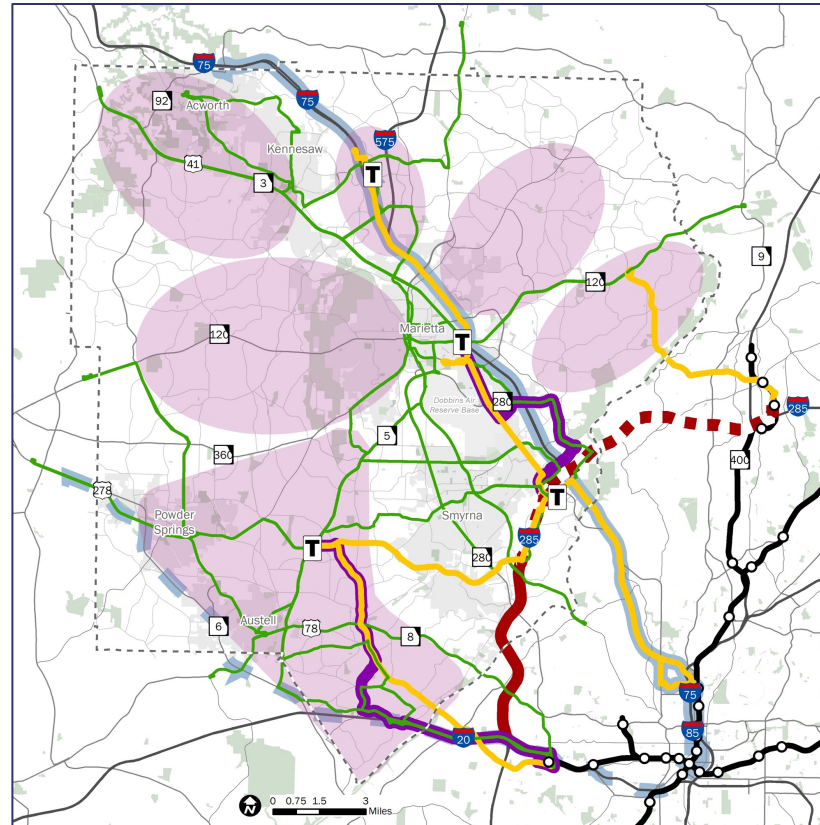 75
75
92
Acworth
575
Kennesaw
41
T
3
9
120
120
Marietta
T
280
Dobbins Air
Reserve Base
285
5
360
400
278
T
Powder
Springs
Smyrna
285
T
280
6
Austell
78
8
75
85
20
N
0 0.75 1.5 3
Miles